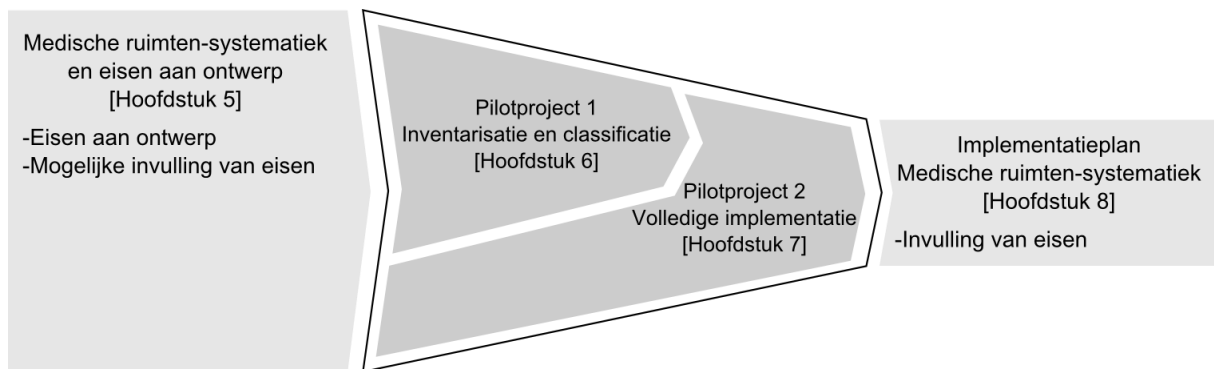 Medische ruimten-systematiek
en eisen aan ontwerp
[Hoofdstuk 5]
-Eisen aan ontwerp
-Mogelijke invulling van eisen
Pilotproject 1
Inventarisatie en classificatie
[Hoofdstuk 6]
Pilotproject 2
Volledige implementatie
[Hoofdstuk 7]
Implementatieplan
Medische ruimten-systematiek
[Hoofdstuk 8]
-Invulling van eisen